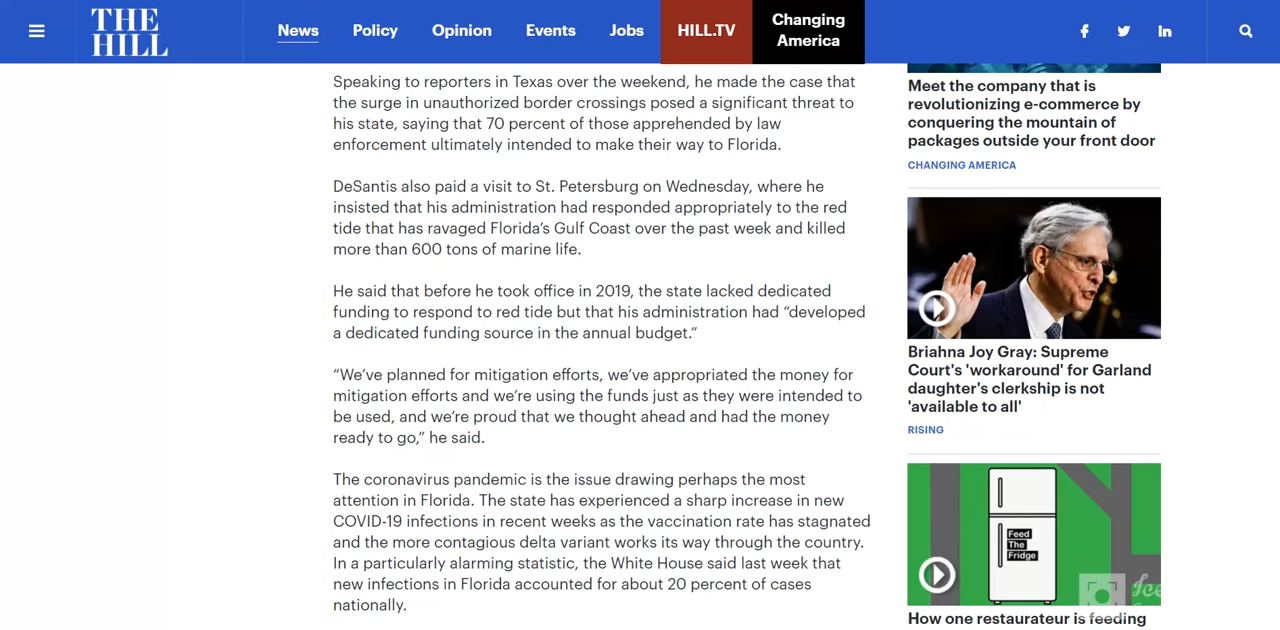 THE
HILL
News
Policy
Opinion
Events
Jobs
HILL.TV
Changing
America
Speaking to reporters in Texas over the weekend, he made the case that
the surge in unauthorized border crossings posed a significant threat to
his state, saying that 70 percent of those apprehended by law
enforcement ultimately intended to make their way to Florida.
DeSantis also paid a visit to St. Petersburg on Wednesday, where he
insisted that his administration had responded appropriately to the red
tide that has ravaged Florida’s Gulf Coast over the past week and killed
more than 600 tons of marine life.
He said that before he took office in 2019, the state lacked dedicated
funding to respond to red tide but that his administration had “developed
a dedicated funding source in the annual budget.”
“We’ve planned for mitigation efforts, we’ve appropriated the money for
mitigation efforts and we’re using the funds just as they were intended to
be used, and we’re proud that we thought ahead and had the money
ready to go,” he said.
The coronavirus pandemic is the issue drawing perhaps the most
attention in Florida. The state has experienced a sharp increase in new
COVID-19 infections in recent weeks as the vaccination rate has stagnated
and the more contagious delta variant works its way through the country.
In a particularly alarming statistic, the White House said last week that
new infections in Florida accounted for about 20 percent of cases
nationally.
Meet the company that is
revolutionizing e-commerce by
conquering the mountain of
packages outside your front door
CHANGING AMERICA
Briahna Joy Gray: Supreme
Court's 'workaround' for Garland
daughter's clerkship is not
'available to all'
RISING
Feed
The
Fridge
How one restaurateur is feeding